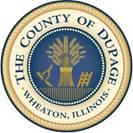 THE COUNTY OF DUPAGE
WHEATON, ILLINOIS